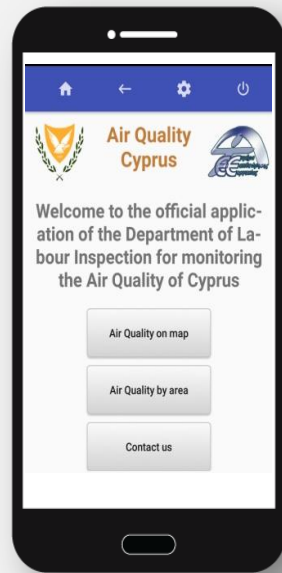 Air Quality
Cyprus
Welcome to the official applic-
ation of the Department of La-
bour Inspection for monitoring
the Air Quality of Cyprus
Air Quality on map
Air Quality by area
Contact us